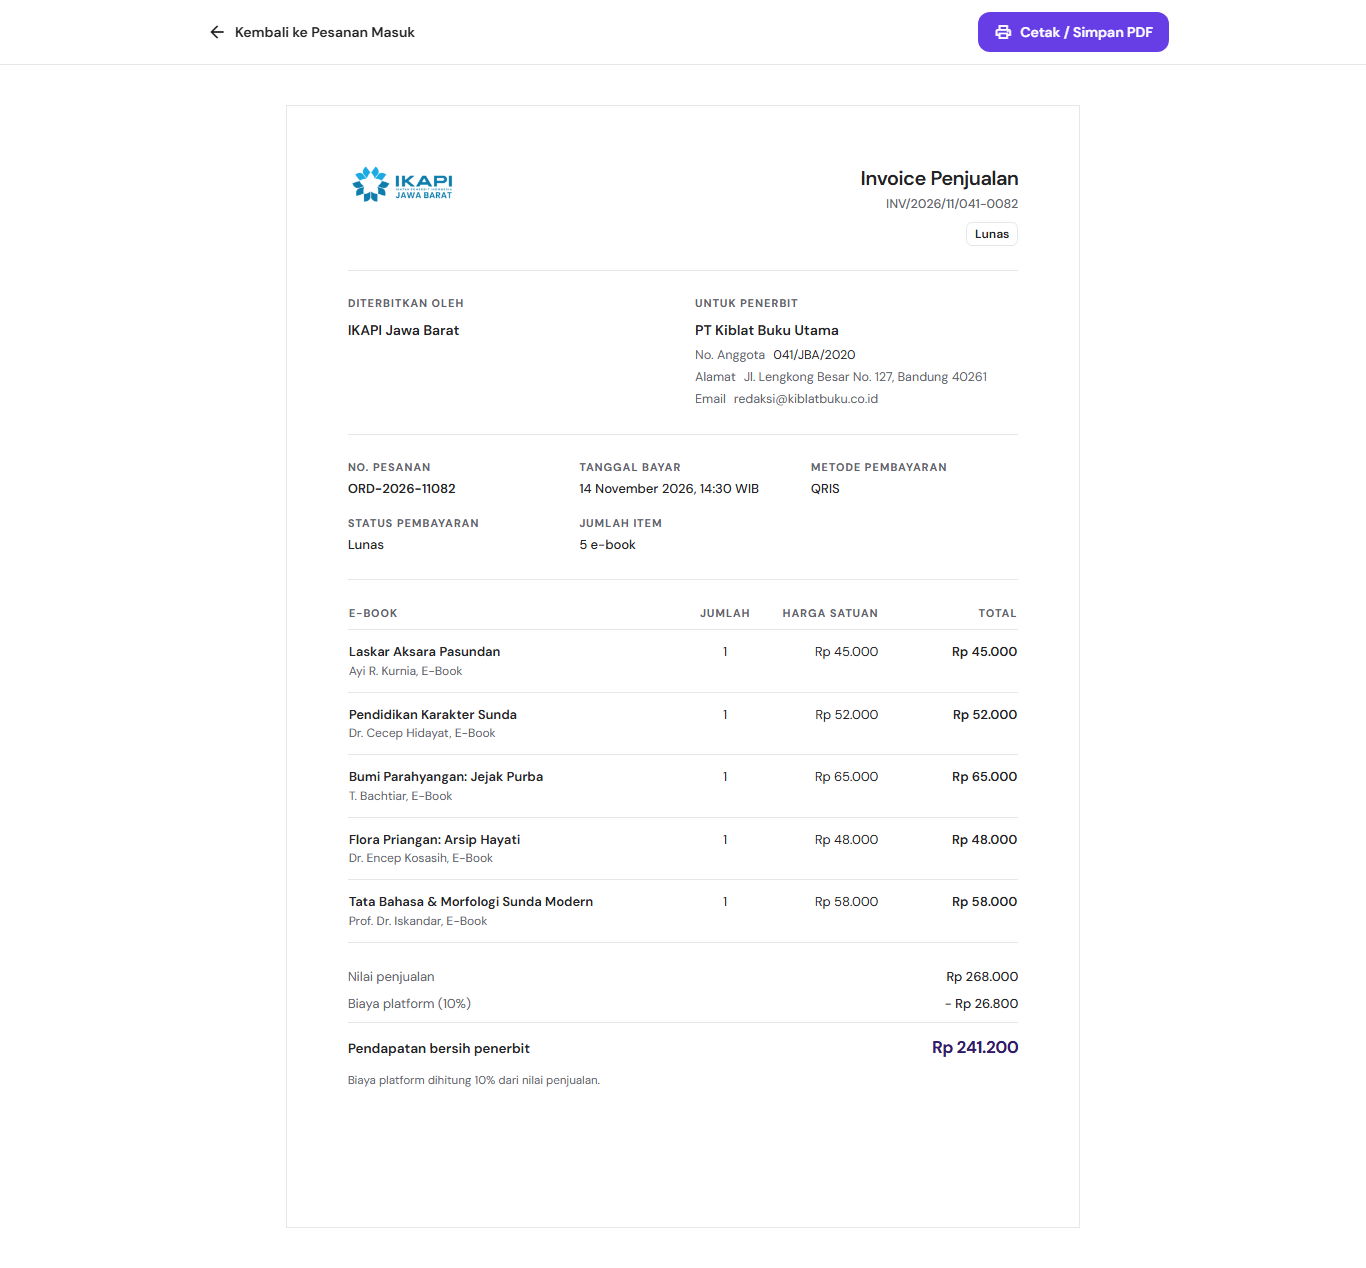 Kembali ke Pesanan Masuk
Cetak / Simpan PDF
IKAPI
JAWA BARAT
Invoice Penjualan
INV/2026/11/041-0082
Lunas
DITERBITKAN OLEH
IKAPI Jawa Barat
UNTUK PENERBIT
PT Kiblat Buku Utama
No. Anggota 041/JBA/2020
Alamat Jl. Lengkong Besar No. 127, Bandung 40261
Email redaksi@kiblatbuku.co.id
NO. PESANAN
ORD-2026-11082
TANGGAL BAYAR
14 November 2026, 14:30 WIB
METODE PEMBAYARAN
QRIS
STATUS PEMBAYARAN
Lunas
JUMLAH ITEM
5 e-book
E-BOOK JUMLAH HARGA SATUAN TOTAL
Laskar Aksara Pasundan 1 Rp 45.000 Rp 45.000
Ayi R. Kurnia, E-Book
Pendidikan Karakter Sunda 1 Rp 52.000 Rp 52.000
Dr. Cecep Hidayat, E-Book
Bumi Parahyangan: Jejak Purba 1 Rp 65.000 Rp 65.000
T. Bachtiar, E-Book
Flora Priangan: Arsip Hayati 1 Rp 48.000 Rp 48.000
Dr. Encep Kosasih, E-Book
Tata Bahasa & Morfologi Sunda Modern 1 Rp 58.000 Rp 58.000
Prof. Dr. Iskandar, E-Book
Nilai penjualan Rp 268.000
Biaya platform (10%) - Rp 26.800
Pendapatan bersih penerbit Rp 241.200
Biaya platform dihitung 10% dari nilai penjualan.